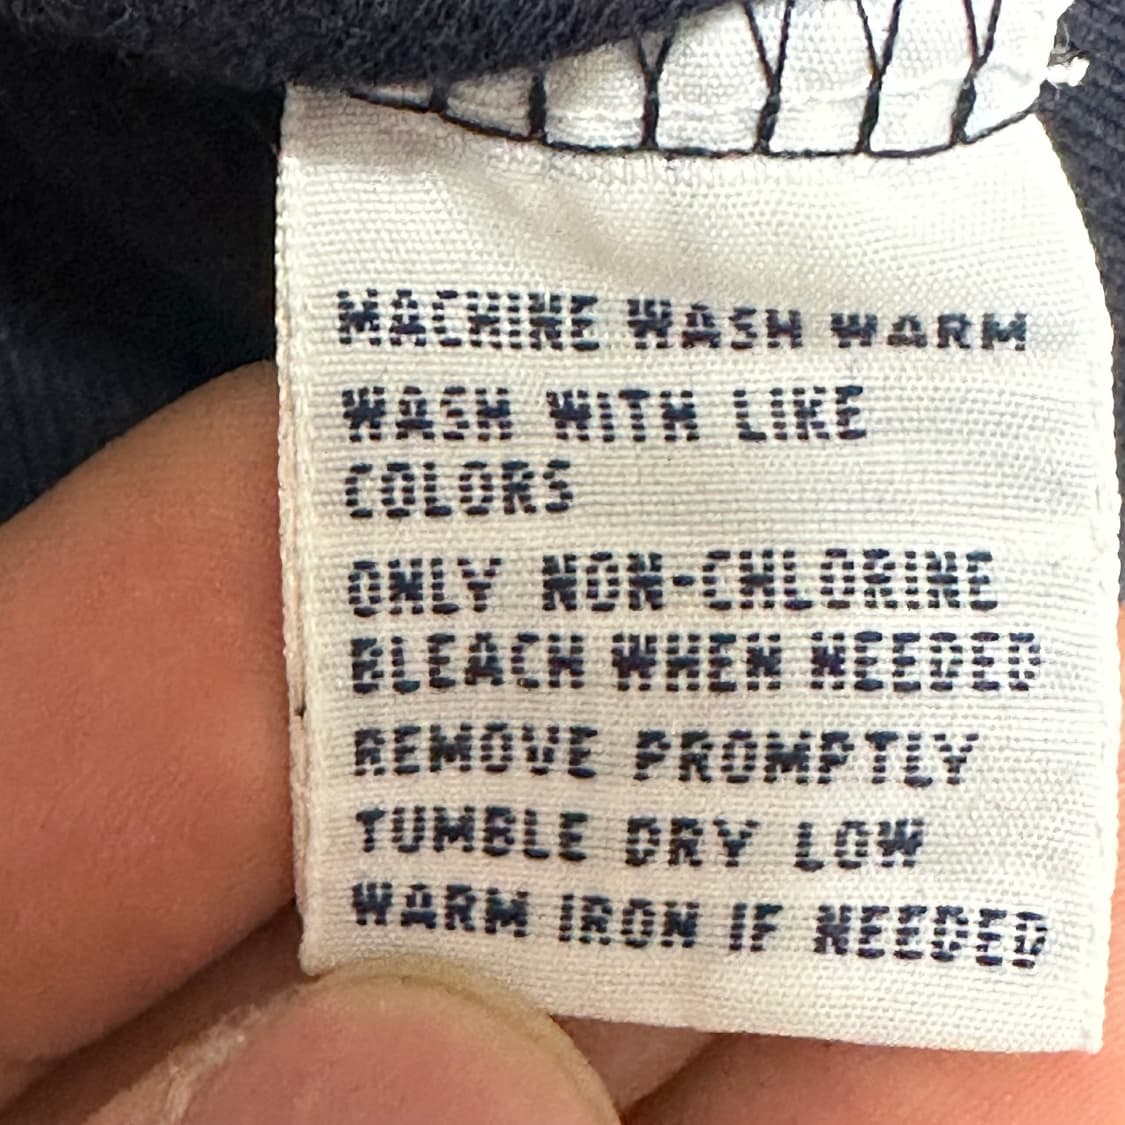 MACHINE WASH WARM
WASH WITH LIKE
COLORS
ONLY NON-CHLORINE
BLEACH WHEN NEEDED
REMOVE PROMPTLY
TUMBLE DRY LOW
WARM IRON IF NEEDED